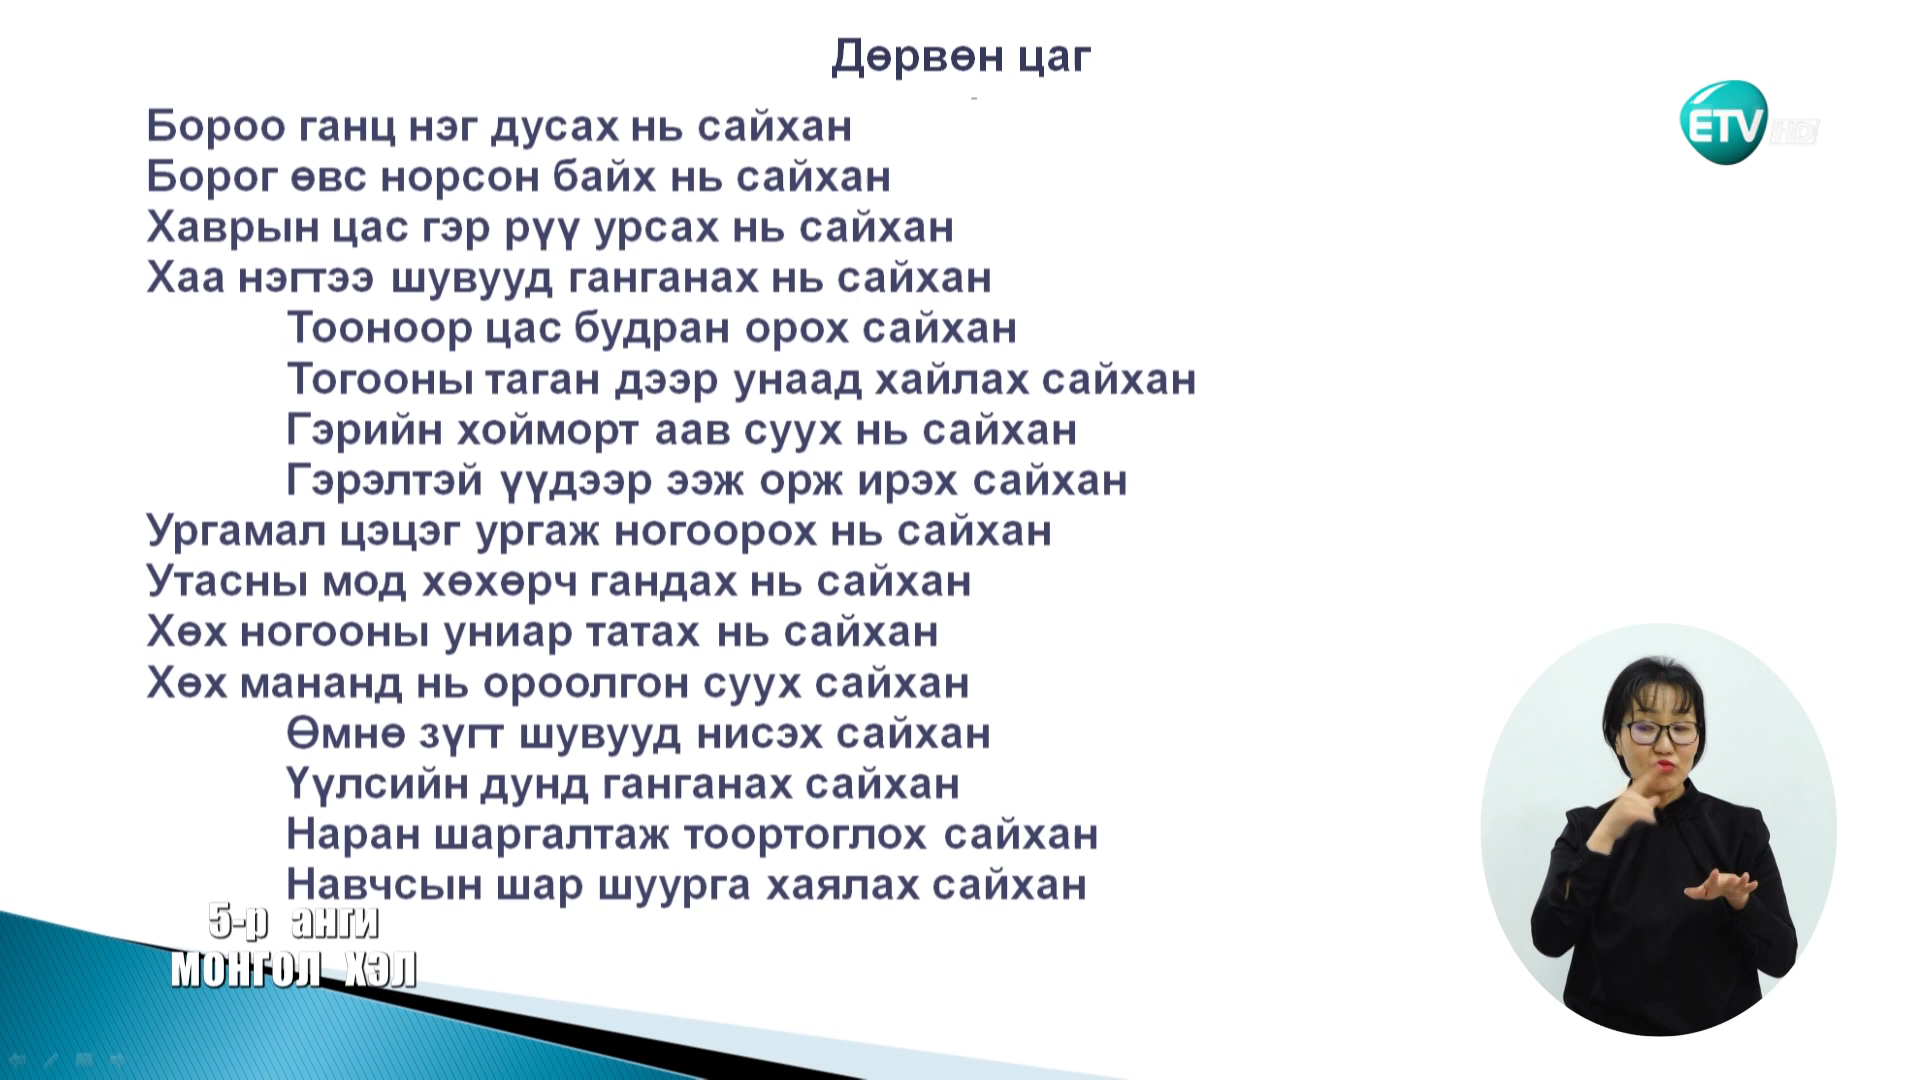 Дөрвөн цаг
Бороо ганц нэг дусах нь сайхан
Борог өвс норсон байх нь сайхан
Хаврын цас гэр рүү урсах нь сайхан
Хаа нэгтээ шувууд ганганах нь сайхан
Тооноор цас будран орох сайхан
Тогооны таган дээр унаад хайлах сайхан
Гэрийн хойморт аав суух нь сайхан
Гэрэлтэй үүдээр ээж орж ирэх сайхан
Ургамал цэцэг ургаж ногоорох нь сайхан
Утасны мод хөхөрч гандах нь сайхан
Хөх ногооны униар татах нь сайхан
Хөх мананд нь ороолгон суух сайхан
Өмнө зүгт шувууд нисэх сайхан
Үүлсийн дунд ганганах сайхан
Наран шаргалтаж тоортоглох сайхан
Навчсын шар шуурга хаялах сайхан
5-р анги
МОНГОЛ ХЭЛ
ETV HD